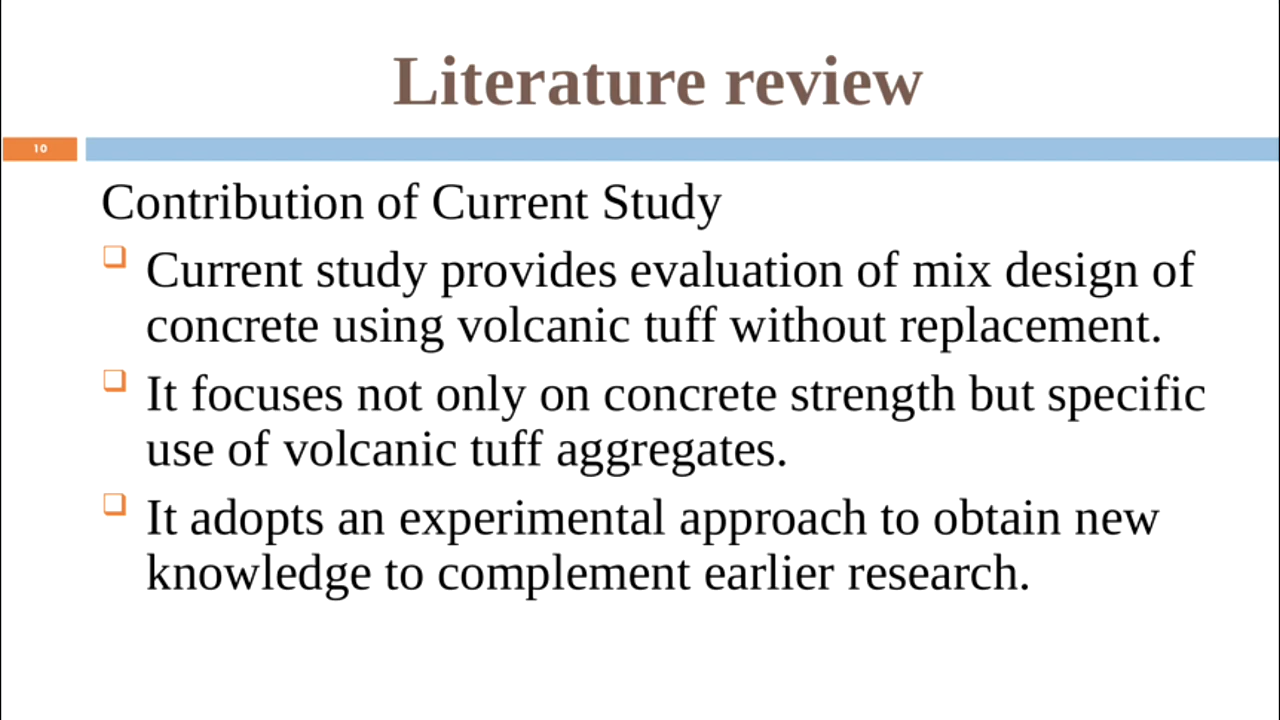 Literature review
10
Contribution of Current Study
Current study provides evaluation of mix design of
concrete using volcanic tuff without replacement.
It focuses not only on concrete strength but specific
use of volcanic tuff aggregates.
It adopts an experimental approach to obtain new
knowledge to complement earlier research.